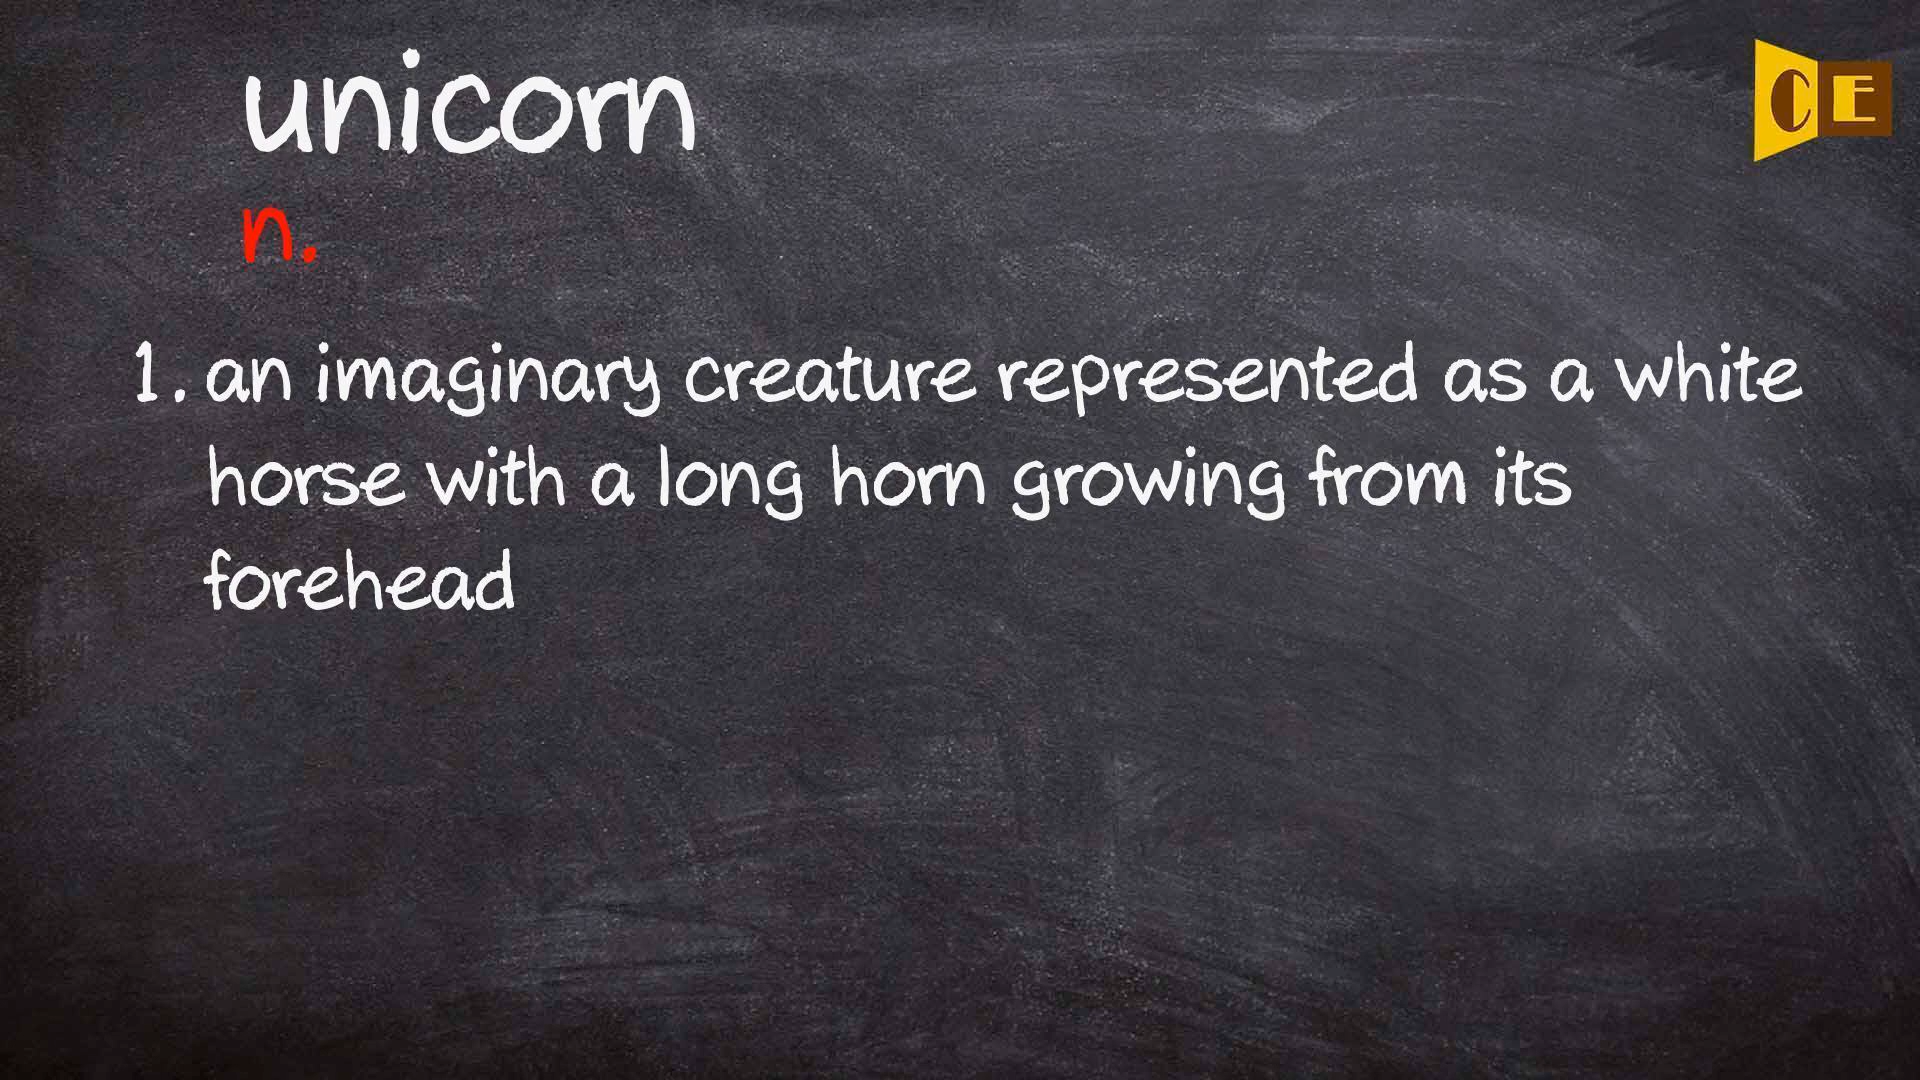 unicorn
CE
n.
1. an imaginary creature represented as a white
horse with a long horn growing from its
forehead